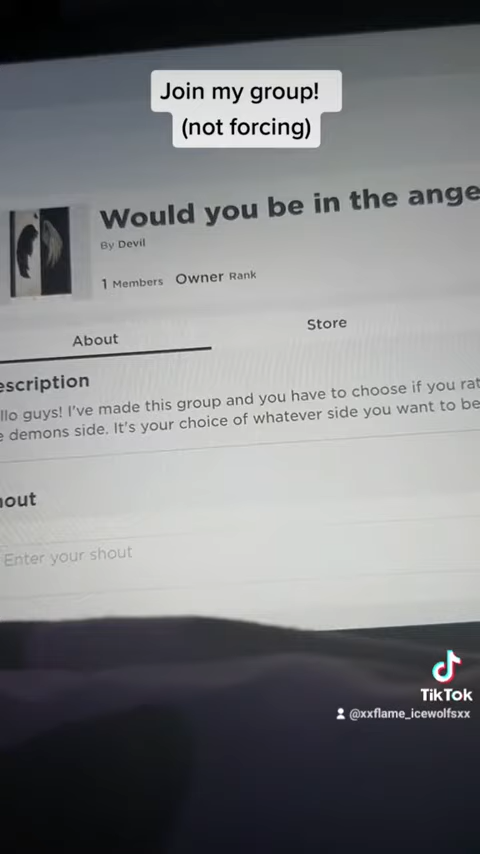 Join my group!
(not forcing)
Would you be in the ange
By Devil
1 Members Owner Rank
About
Store
escription
llo guys! I've made this group and you have to choose if you rat
e demons side. It's your choice of whatever side you want to be
out
Enter your shout
TikTok
@xxflame_icewolfsxx